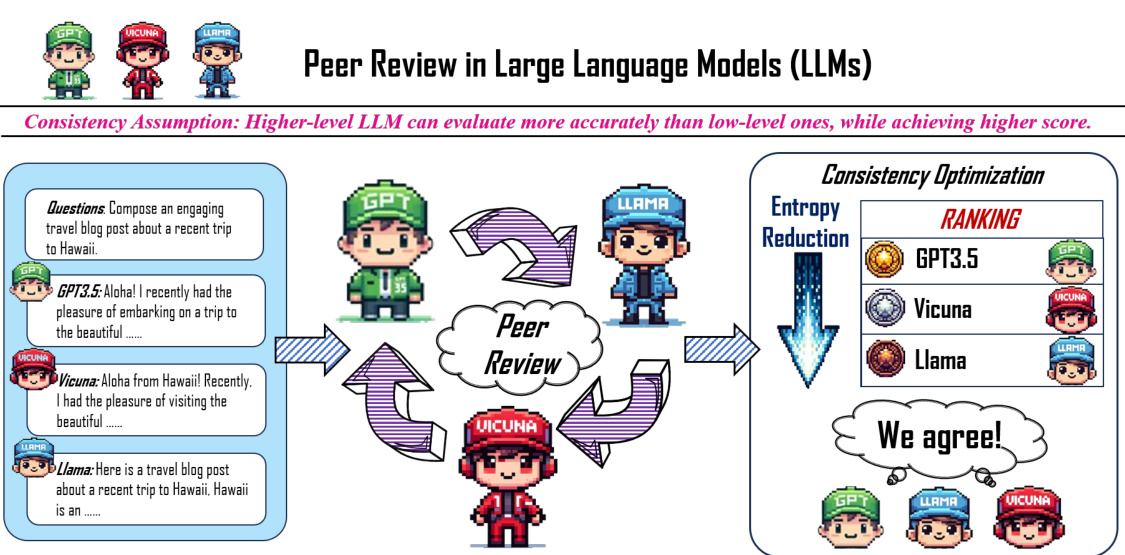 GPT
VICUNA
LLAMA
Peer Review in Large Language Models (LLMs)
Consistency Assumption: Higher-level LLM can evaluate more accurately than low-level ones, while achieving higher score.
Questions: Compose an engaging
travel blog post about a recent trip
to Hawaii.
GPT
GPT3.5: Aloha! I recently had the
pleasure of embarking on a trip to
the beautiful ......
VICUNA
Vicuna: Aloha from Hawaii! Recently,
I had the pleasure of visiting the
beautiful ......
LLAMA
Llama: Here is a travel blog post
about a recent trip to Hawaii. Hawaii
is an ......
GPT
35
LLAMA
Peer
Review
VICUNA
Consistency Optimization
Entropy
Reduction
RANKING
GPT3.5
GPT
Vicuna
VICUNA
Llama
LLAMA
We agree!
GPT
LLAMA
VICUNA